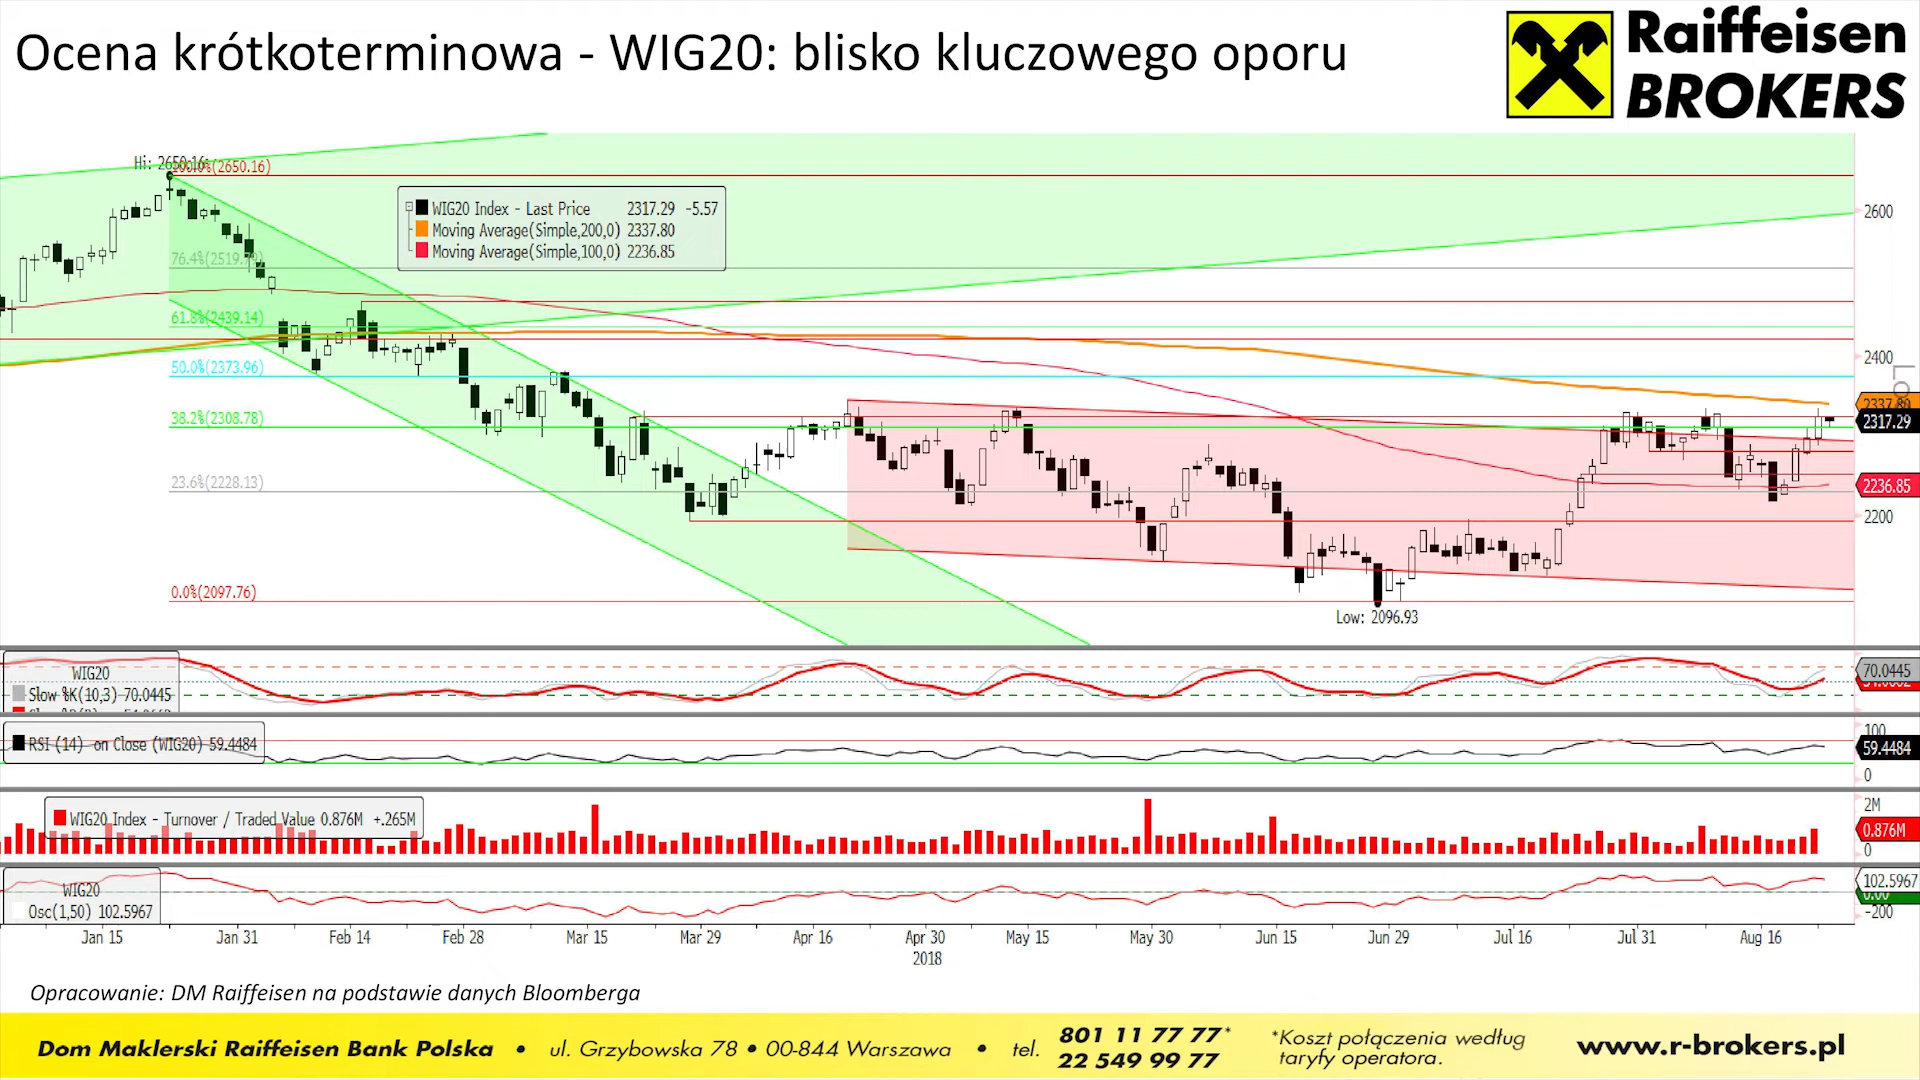 Ocena krótkoterminowa - WIG20: blisko kluczowego oporu
Raiffeisen
BROKERS
Hi: 2650.16
100.0%(2650.16)
76.4%(2519.79)
61.8%(2439.14)
50.0%(2373.96)
38.2%(2308.78)
23.6%(2228.13)
0.0%(2097.76)
WIG20 Index - Last Price 2317.29 -5.57
Moving Average(Simple,200,0) 2337.80
Moving Average(Simple,100,0) 2236.85
Low: 2096.93
2600
2400
2337.80
2317.29
2236.85
2200
WIG20
Slow %K(10,3) 70.0445
70.0445
RSI (14) on Close (WIG20) 59.4484
100
59.4484
0
WIG20 Index - Turnover / Traded Value 0.876M +.265M
2M
0.876M
0
WIG20
Osc(1,50) 102.5967
102.5967
0.00
-200
Jan 15 Jan 31 Feb 14 Feb 28 Mar 15 Mar 29 Apr 16 Apr 30 May 15 May 30 Jun 15 Jun 29 Jul 16 Jul 31 Aug 16
2018
Opracowanie: DM Raiffeisen na podstawie danych Bloomberga
Dom Maklerski Raiffeisen Bank Polska • ul. Grzybowska 78 • 00-844 Warszawa • tel.
801 11 77 77*
22 549 99 77
*Koszt połączenia według
taryfy operatora.
www.r-brokers.pl